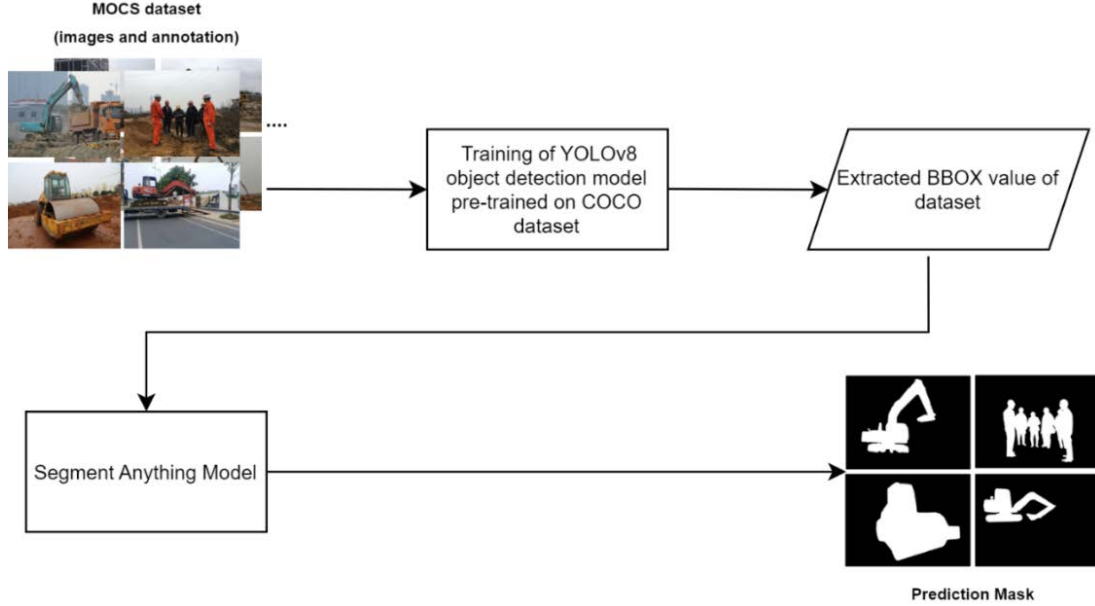 MOCS dataset
(images and annotation)
....
Training of YOLOv8
object detection model
pre-trained on COCO
dataset
Extracted BBOX value of
dataset
Segment Anything Model
Prediction Mask